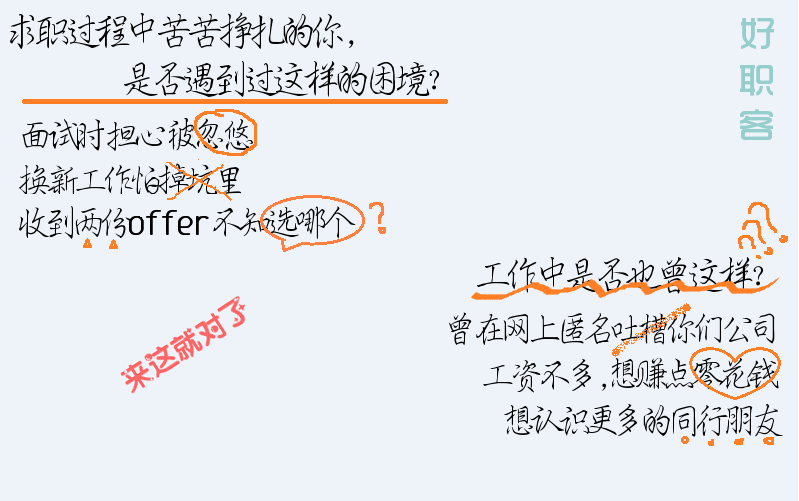 求职过程中苦苦挣扎的你，
是否遇到过这样的困境？
面试时担心被忽悠
换新工作怕掉坑里
收到两份offer不知选哪个？
好职客
工作中是否也曾这样？
曾在网上匿名吐槽你们公司
工资不多，想赚点零花钱
想认识更多的同行朋友
来这就对了